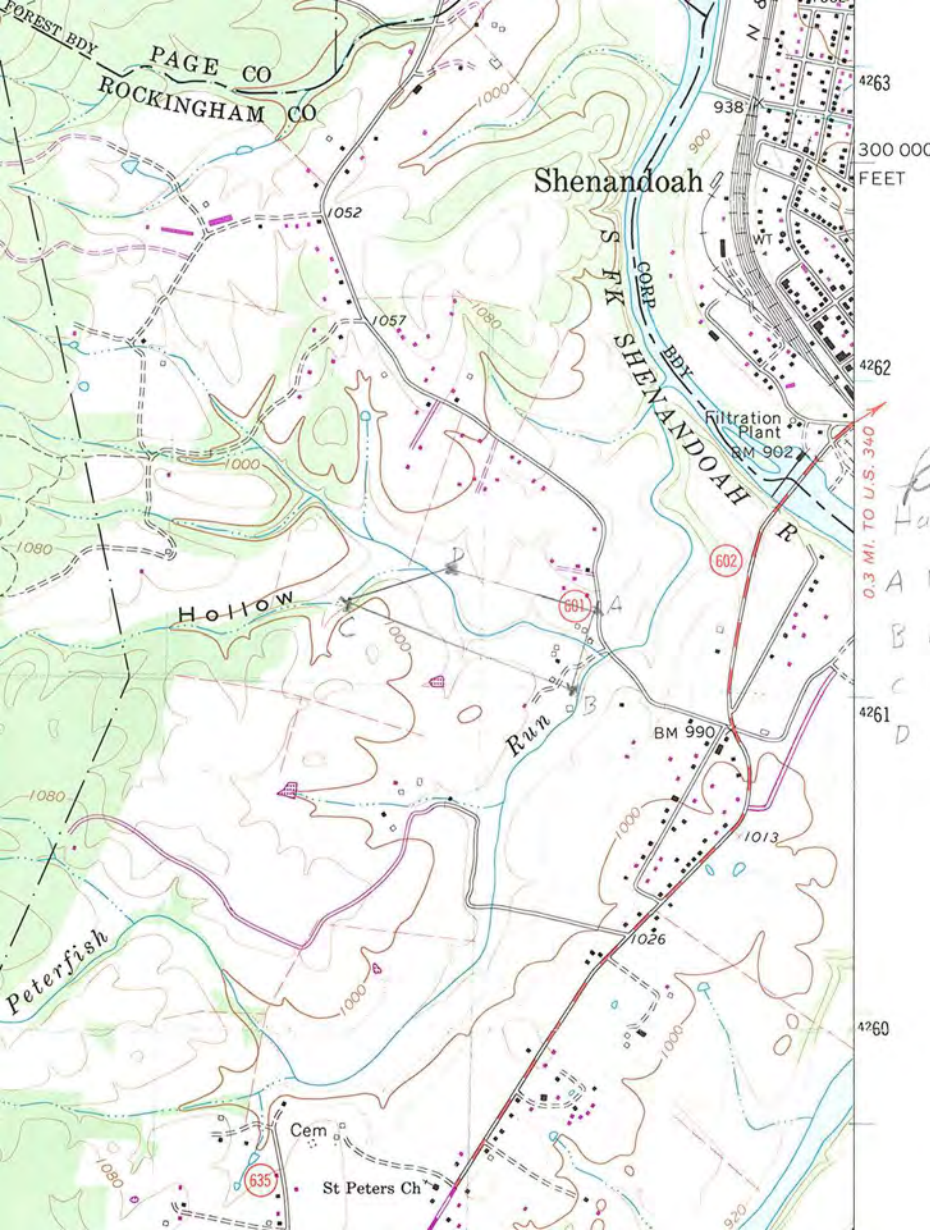 FOREST BDY
PAGE CO
ROCKINGHAM CO
1000
N &
938
4263
900
300 000
FEET
Shenandoah
1052
WT
S FK SHENANDOAH R
CORP BDY
1057
1080
4262
Filtration
Plant
BM 902
0.3 MI. TO U.S. 340
1000
1080
602
Hollow
D
601
A
C
1000
B
A
B
C
D
4261
Run
BM 990
1080
1000
1013
1026
Peterfish
1000
1000
4260
Cem
1080
635
St Peters Ch
920